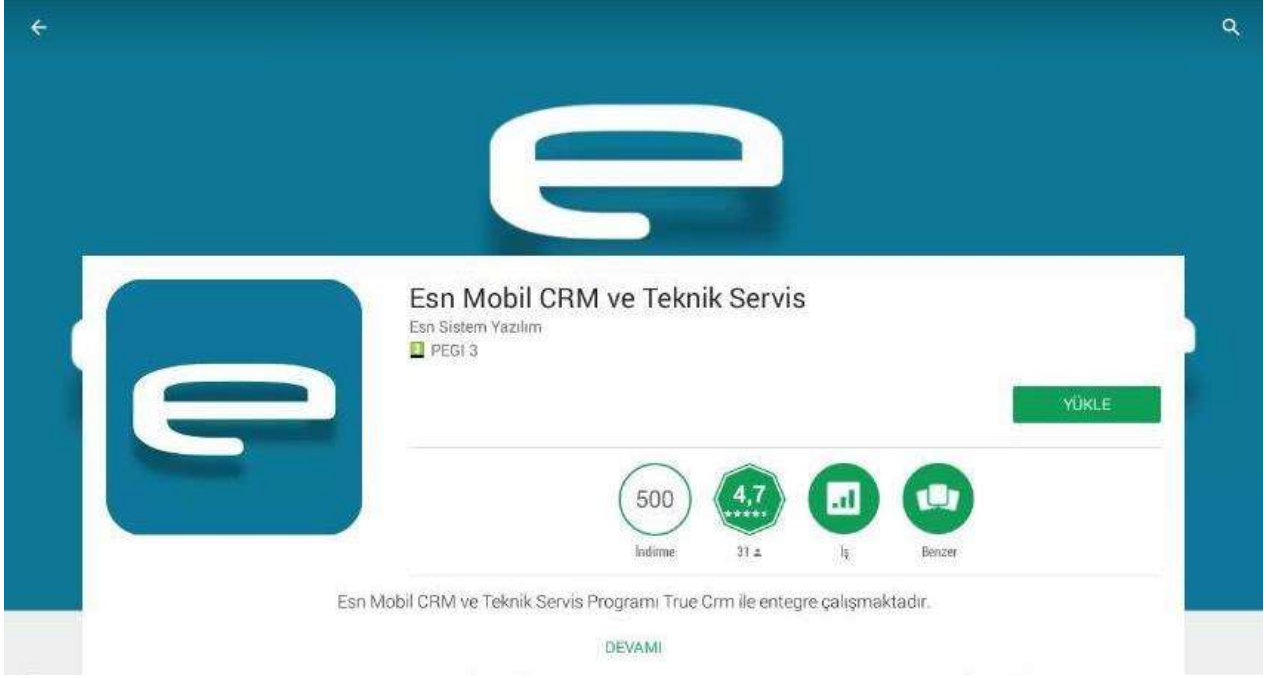 Esn Mobil CRM ve Teknik Servis
Esn Sistem Yazılım
3 PEGI 3
YÜKLE
500
4,7
İndirme
31
İş
Benzer
Esn Mobil CRM ve Teknik Servis Programı True Crm ile entegre çalışmaktadır.
DEVAMI